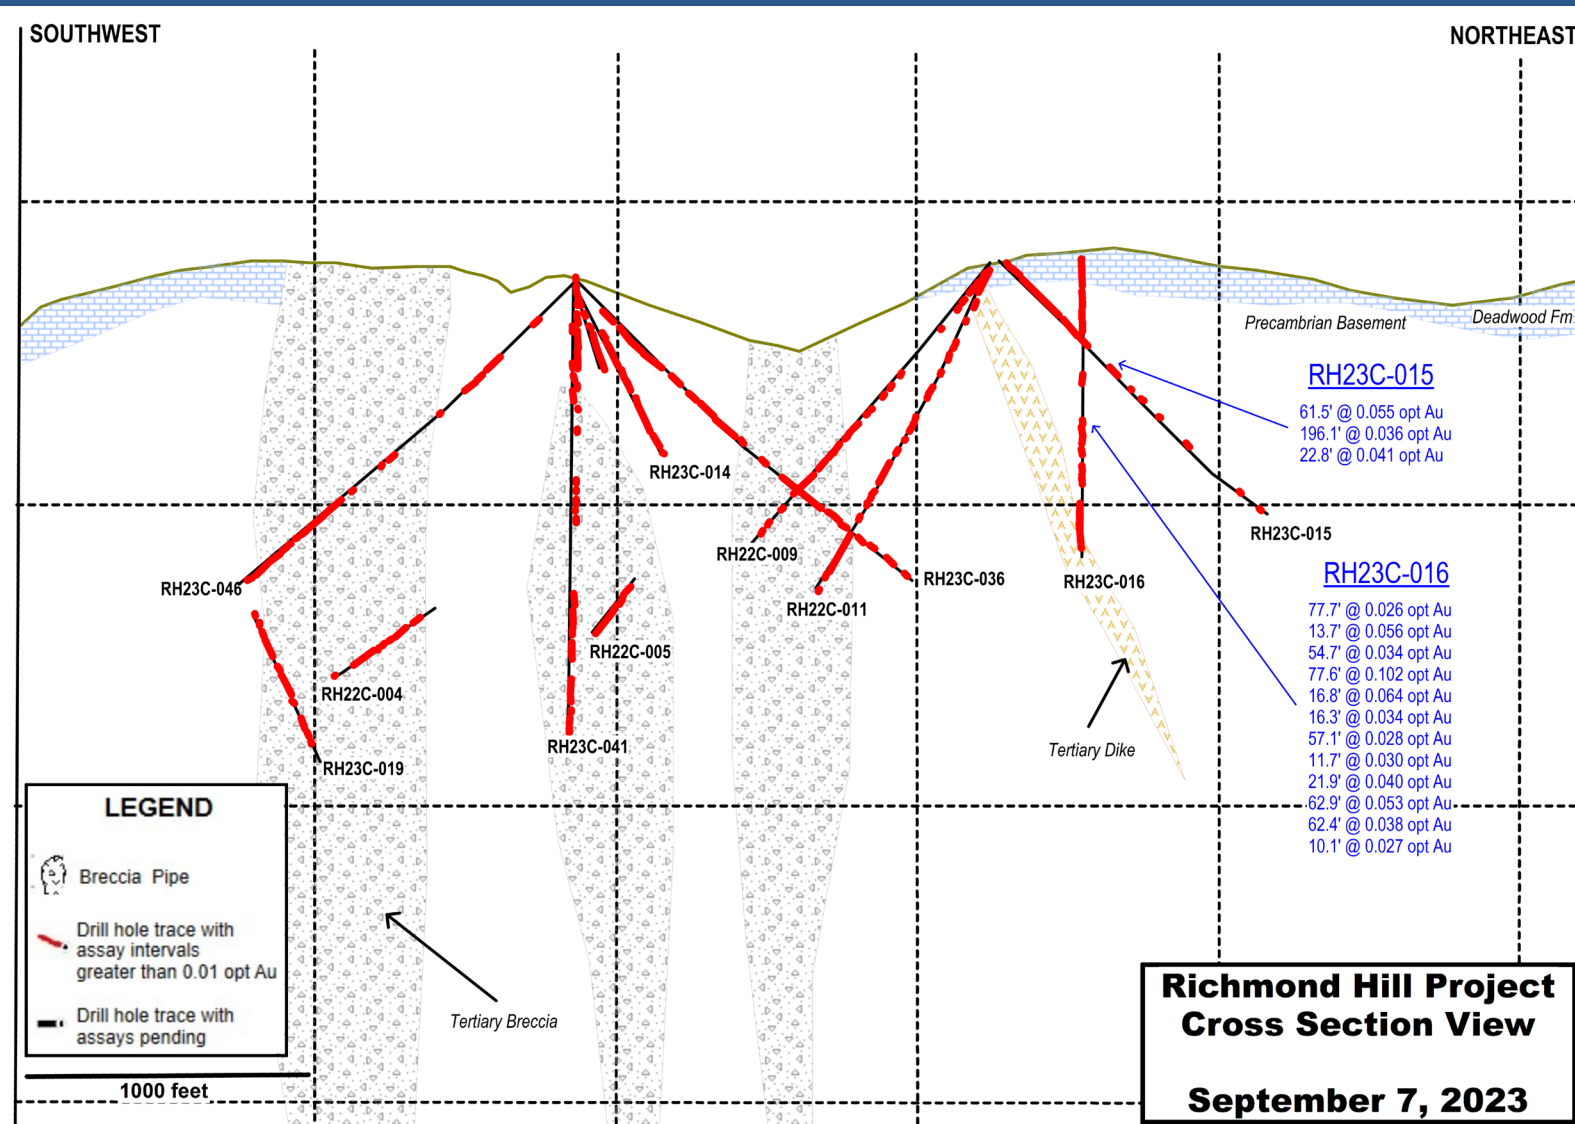 SOUTHWEST
NORTHEAST
Precambrian Basement
Deadwood Fm
RH23C-015
61.5' @ 0.055 opt Au
196.1' @ 0.036 opt Au
22.8' @ 0.041 opt Au
RH23C-014
RH23C-015
RH22C-009
RH23C-036
RH23C-016
RH23C-016
RH23C-046
RH22C-011
77.7' @ 0.026 opt Au
13.7' @ 0.056 opt Au
54.7' @ 0.034 opt Au
77.6' @ 0.102 opt Au
16.8' @ 0.064 opt Au
16.3' @ 0.034 opt Au
57.1' @ 0.028 opt Au
11.7' @ 0.030 opt Au
21.9' @ 0.040 opt Au
62.9' @ 0.053 opt Au
62.4' @ 0.038 opt Au
10.1' @ 0.027 opt Au
RH22C-005
RH22C-004
RH23C-041
Tertiary Dike
RH23C-019
LEGEND
Breccia Pipe
Drill hole trace with
assay intervals
greater than 0.01 opt Au
Drill hole trace with
assays pending
1000 feet
Tertiary Breccia
Richmond Hill Project
Cross Section View
September 7, 2023